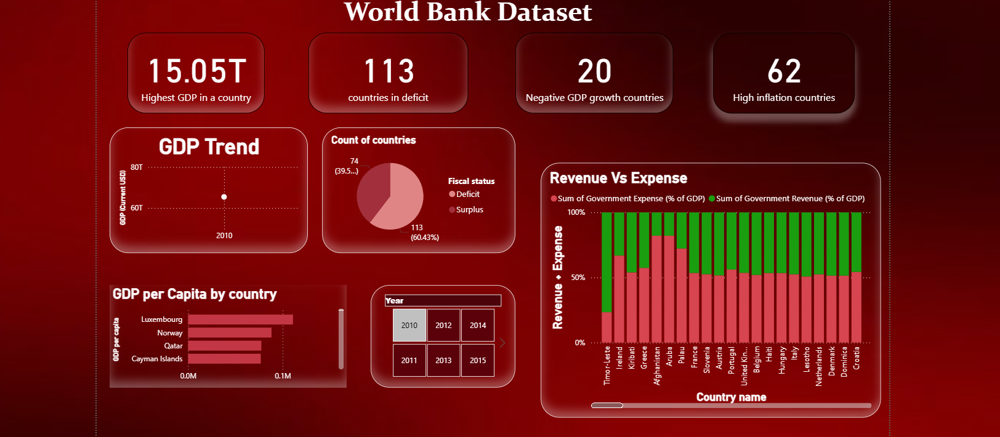 World Bank Dataset
15.05T
Highest GDP in a country
113
countries in deficit
20
Negative GDP growth countries
62
High inflation countries
GDP Trend
GDP (Current USD)
80T
60T
2010
Count of countries
74
(39.5...)
113
(60.43%)
Fiscal status
Deficit
Surplus
Revenue Vs Expense
Sum of Government Expense (% of GDP) Sum of Government Revenue (% of GDP)
Revenue + Expense
100%
50%
0%
Timor-Leste
Ireland
Kiribati
Greece
Afghanistan
Aruba
Palau
France
Slovenia
Austria
Portugal
United Kin...
Belgium
Haiti
Hungary
Italy
Lesotho
Netherlands
Denmark
Dominica
Croatia
Country name
GDP per Capita by country
GDP per capita
Luxembourg
Norway
Qatar
Cayman Islands
0.0M 0.1M
Year
2010 2012 2014
2011 2013 2015